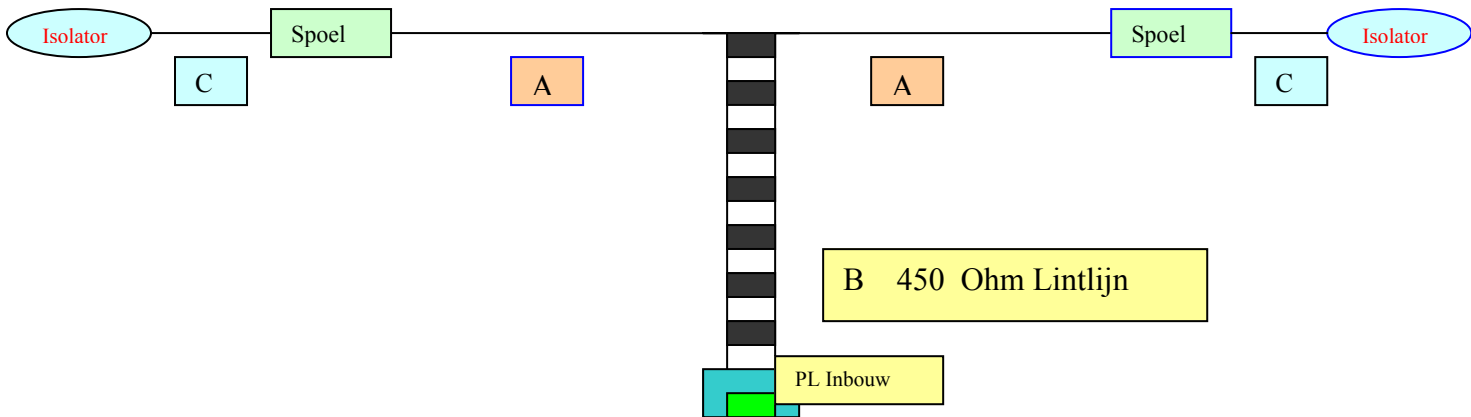 Isolator
Spoel
Spoel
Isolator
C
A
A
C
B 450 Ohm Lintlijn
PL Inbouw